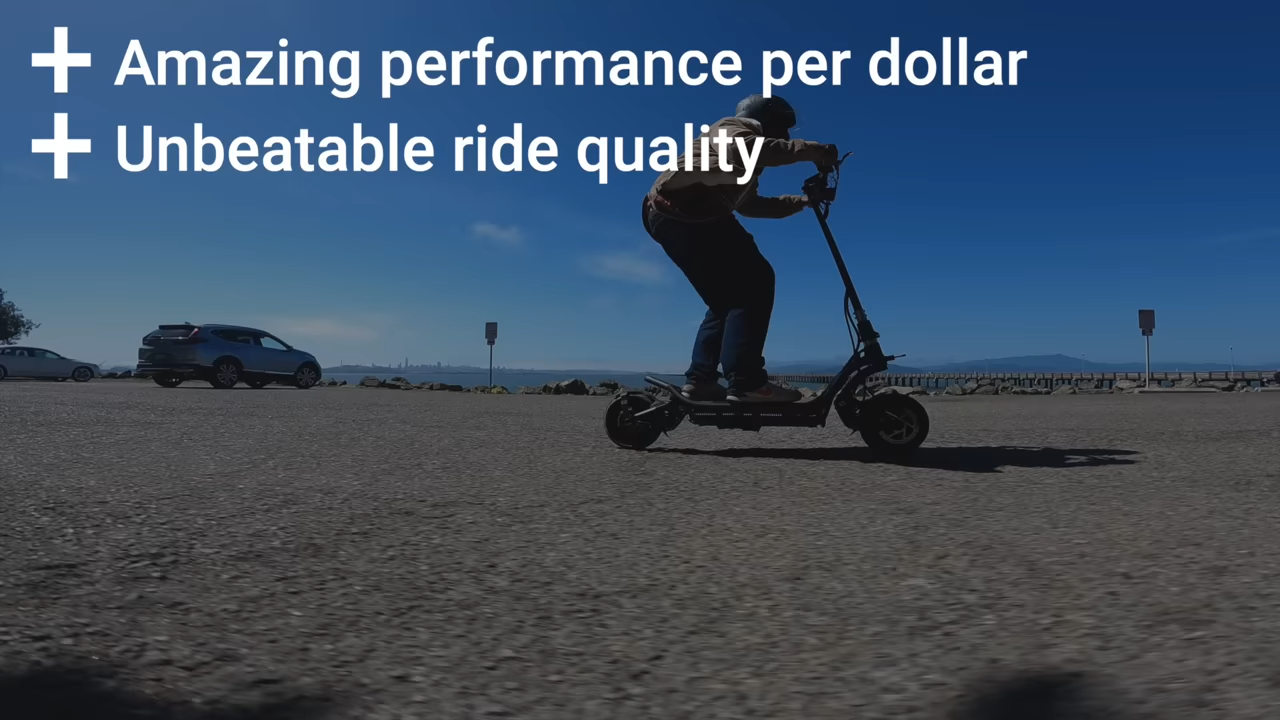 + Amazing performance per dollar
+ Unbeatable ride quality